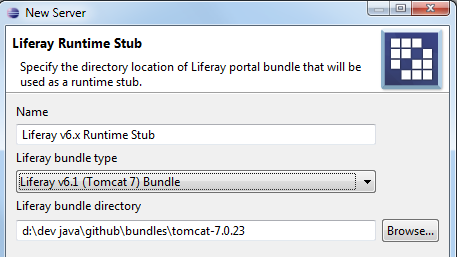 New Server
Liferay Runtime Stub
Specify the directory location of Liferay portal bundle that will be
used as a runtime stub.
Name
Liferay v6.x Runtime Stub
Liferay bundle type
Liferay v6.1 (Tomcat 7) Bundle
Liferay bundle directory
d:\dev java\github\bundles\tomcat-7.0.23
Browse...